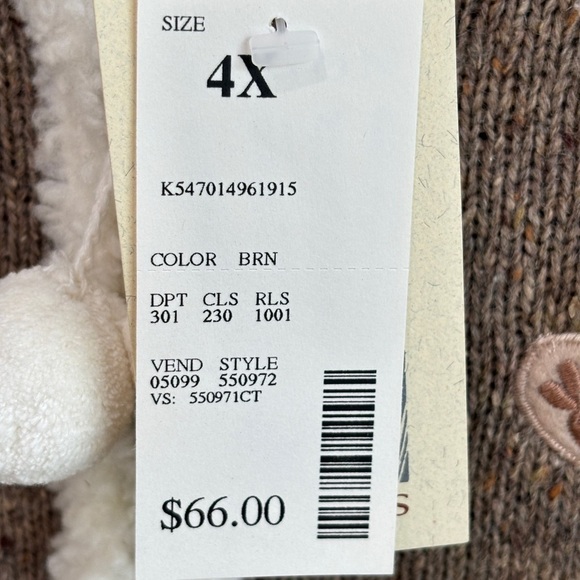 SIZE
4X
K547014961915
COLOR BRN
DPT CLS RLS
301 230 1001
VEND STYLE
05099 550972
VS: 550971CT
$66.00
S